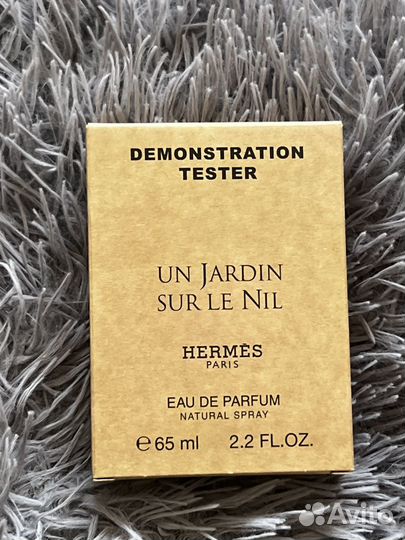 DEMONSTRATION
TESTER
UN JARDIN
SUR LE NIL
HERMÈS
PARIS
EAU DE PARFUM
NATURAL SPRAY
e 65 ml 2.2 FL.OZ.
Avito